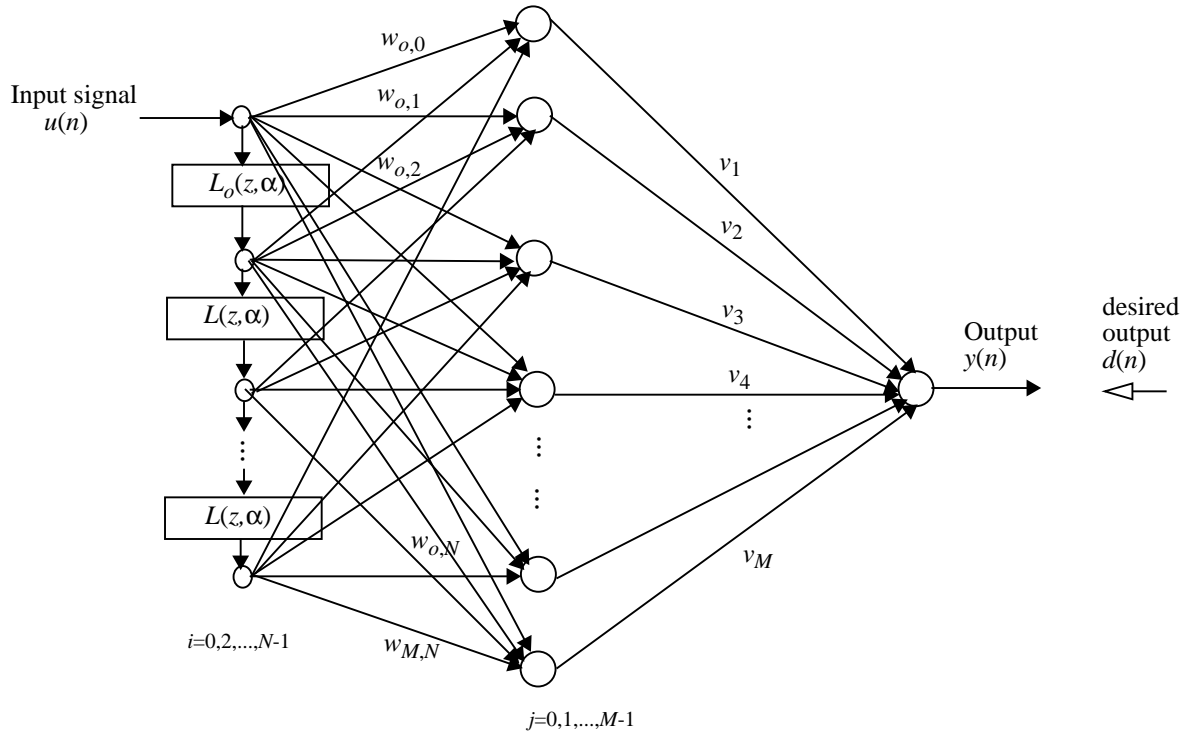 w_{o,0}
Input signal
u(n)
w_{o,1}
w_{o,2}
L_o(z,α)
L(z,α)
⋮
L(z,α)
w_{o,N}
w_{M,N}
i=0,2,...,N-1
⋮
⋮
j=0,1,...,M-1
v_1
v_2
v_3
v_4
⋮
v_M
Output
y(n)
desired
output
d(n)